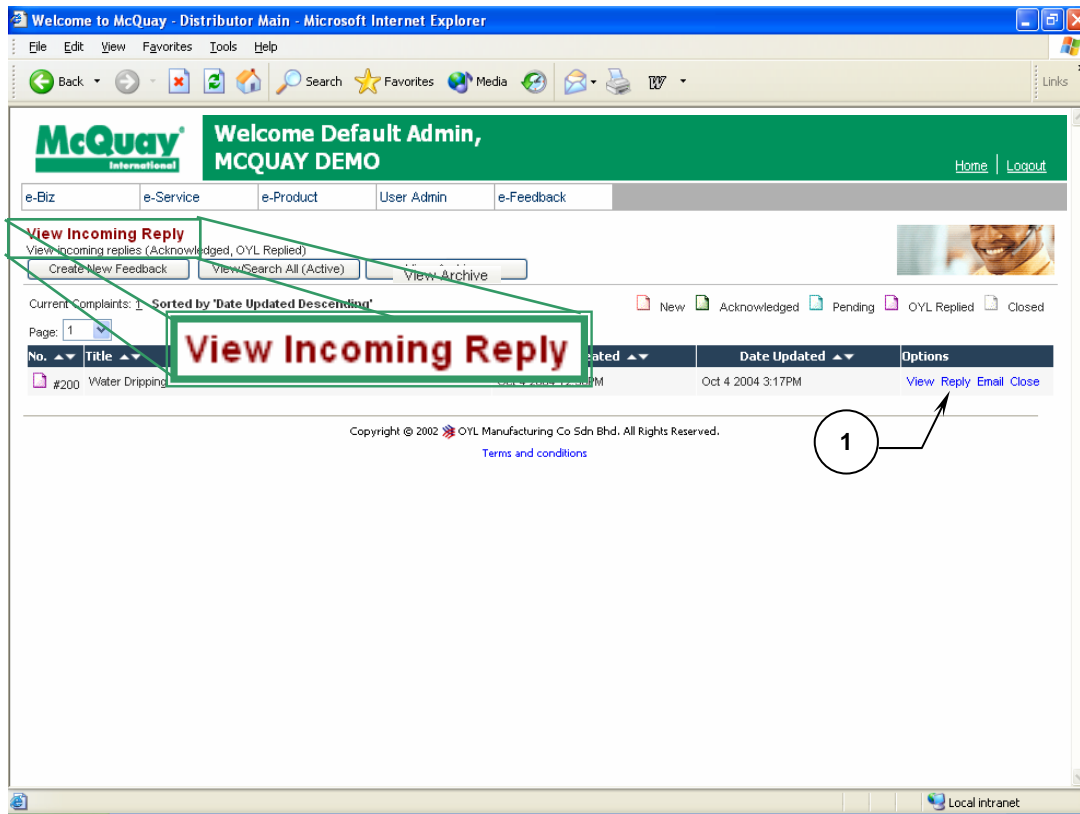 Welcome to McQuay - Distributor Main - Microsoft Internet Explorer
File Edit View Favorites Tools Help
Back Search Favorites Media Links
McQuay International
Welcome Default Admin,
MCQUAY DEMO
Home | Logout
e-Biz e-Service e-Product User Admin e-Feedback
View Incoming Reply
View incoming replies (Acknowledged, OYL Replied)
Create New Feedback View/Search All (Active) View Archive
Current Complaints: 1 Sorted by 'Date Updated Descending'
New Acknowledged Pending OYL Replied Closed
Page: 1
View Incoming Reply
No. Title Date Updated Options
#200 Water Dripping Oct 4 2004 3:17PM View Reply Email Close
1
Copyright © 2002 OYL Manufacturing Co Sdn Bhd. All Rights Reserved.
Terms and conditions
Local intranet